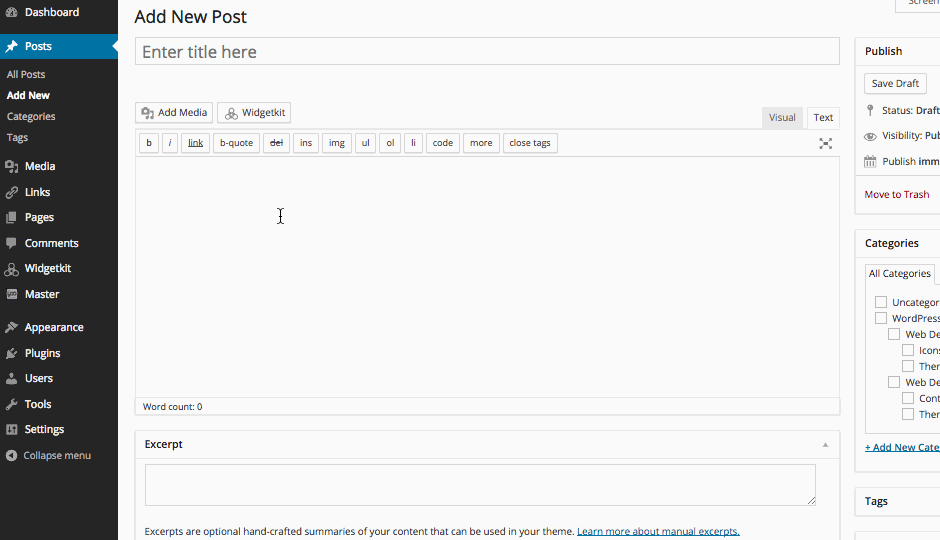 Dashboard
Posts
All Posts
Add New
Categories
Tags
Media
Links
Pages
Comments
Widgetkit
Master
Appearance
Plugins
Users
Tools
Settings
Collapse menu
Add New Post
Enter title here
Add Media Widgetkit
Visual Text
b i link b-quote del ins img ul ol li code more close tags
Word count: 0
Excerpt
Excerpts are optional hand-crafted summaries of your content that can be used in your theme. Learn more about manual excerpts.
Screen
Publish
Save Draft
Status: Draft
Visibility: Pub
Publish imm
Move to Trash
Categories
All Categories
Uncategor
WordPress
Web De
Icons
Ther
Web De
Cont
Ther
+ Add New Cate
Tags